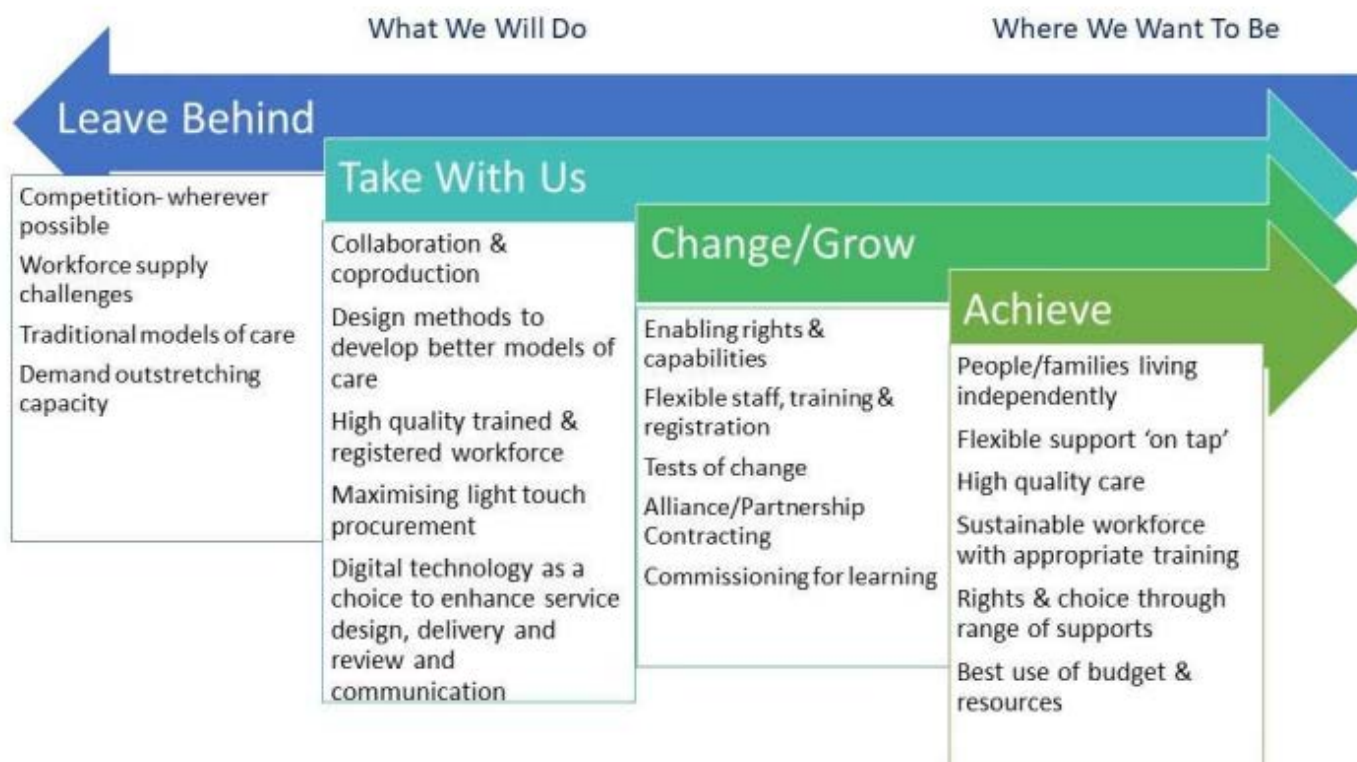 What We Will Do
Where We Want To Be
Leave Behind
Competition- wherever
possible
Workforce supply
challenges
Traditional models of care
Demand outstretching
capacity
Take With Us
Collaboration &
coproduction
Design methods to
develop better models of
care
High quality trained &
registered workforce
Maximising light touch
procurement
Digital technology as a
choice to enhance service
design, delivery and
review and
communication
Change/Grow
Enabling rights &
capabilities
Flexible staff, training &
registration
Tests of change
Alliance/Partnership
Contracting
Commissioning for learning
Achieve
People/families living
independently
Flexible support ‘on tap’
High quality care
Sustainable workforce
with appropriate training
Rights & choice through
range of supports
Best use of budget &
resources